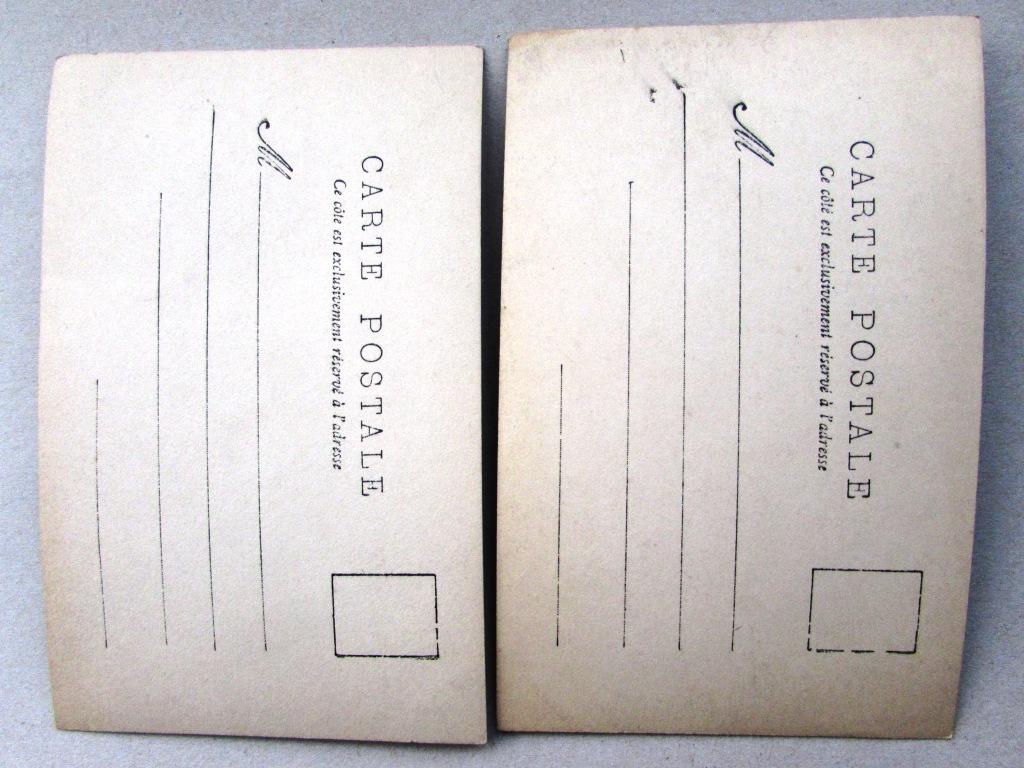 CARTE POSTALE
Ce côté est exclusivement réservé à l'adresse
M
CARTE POSTALE
Ce côté est exclusivement réservé à l'adresse
M